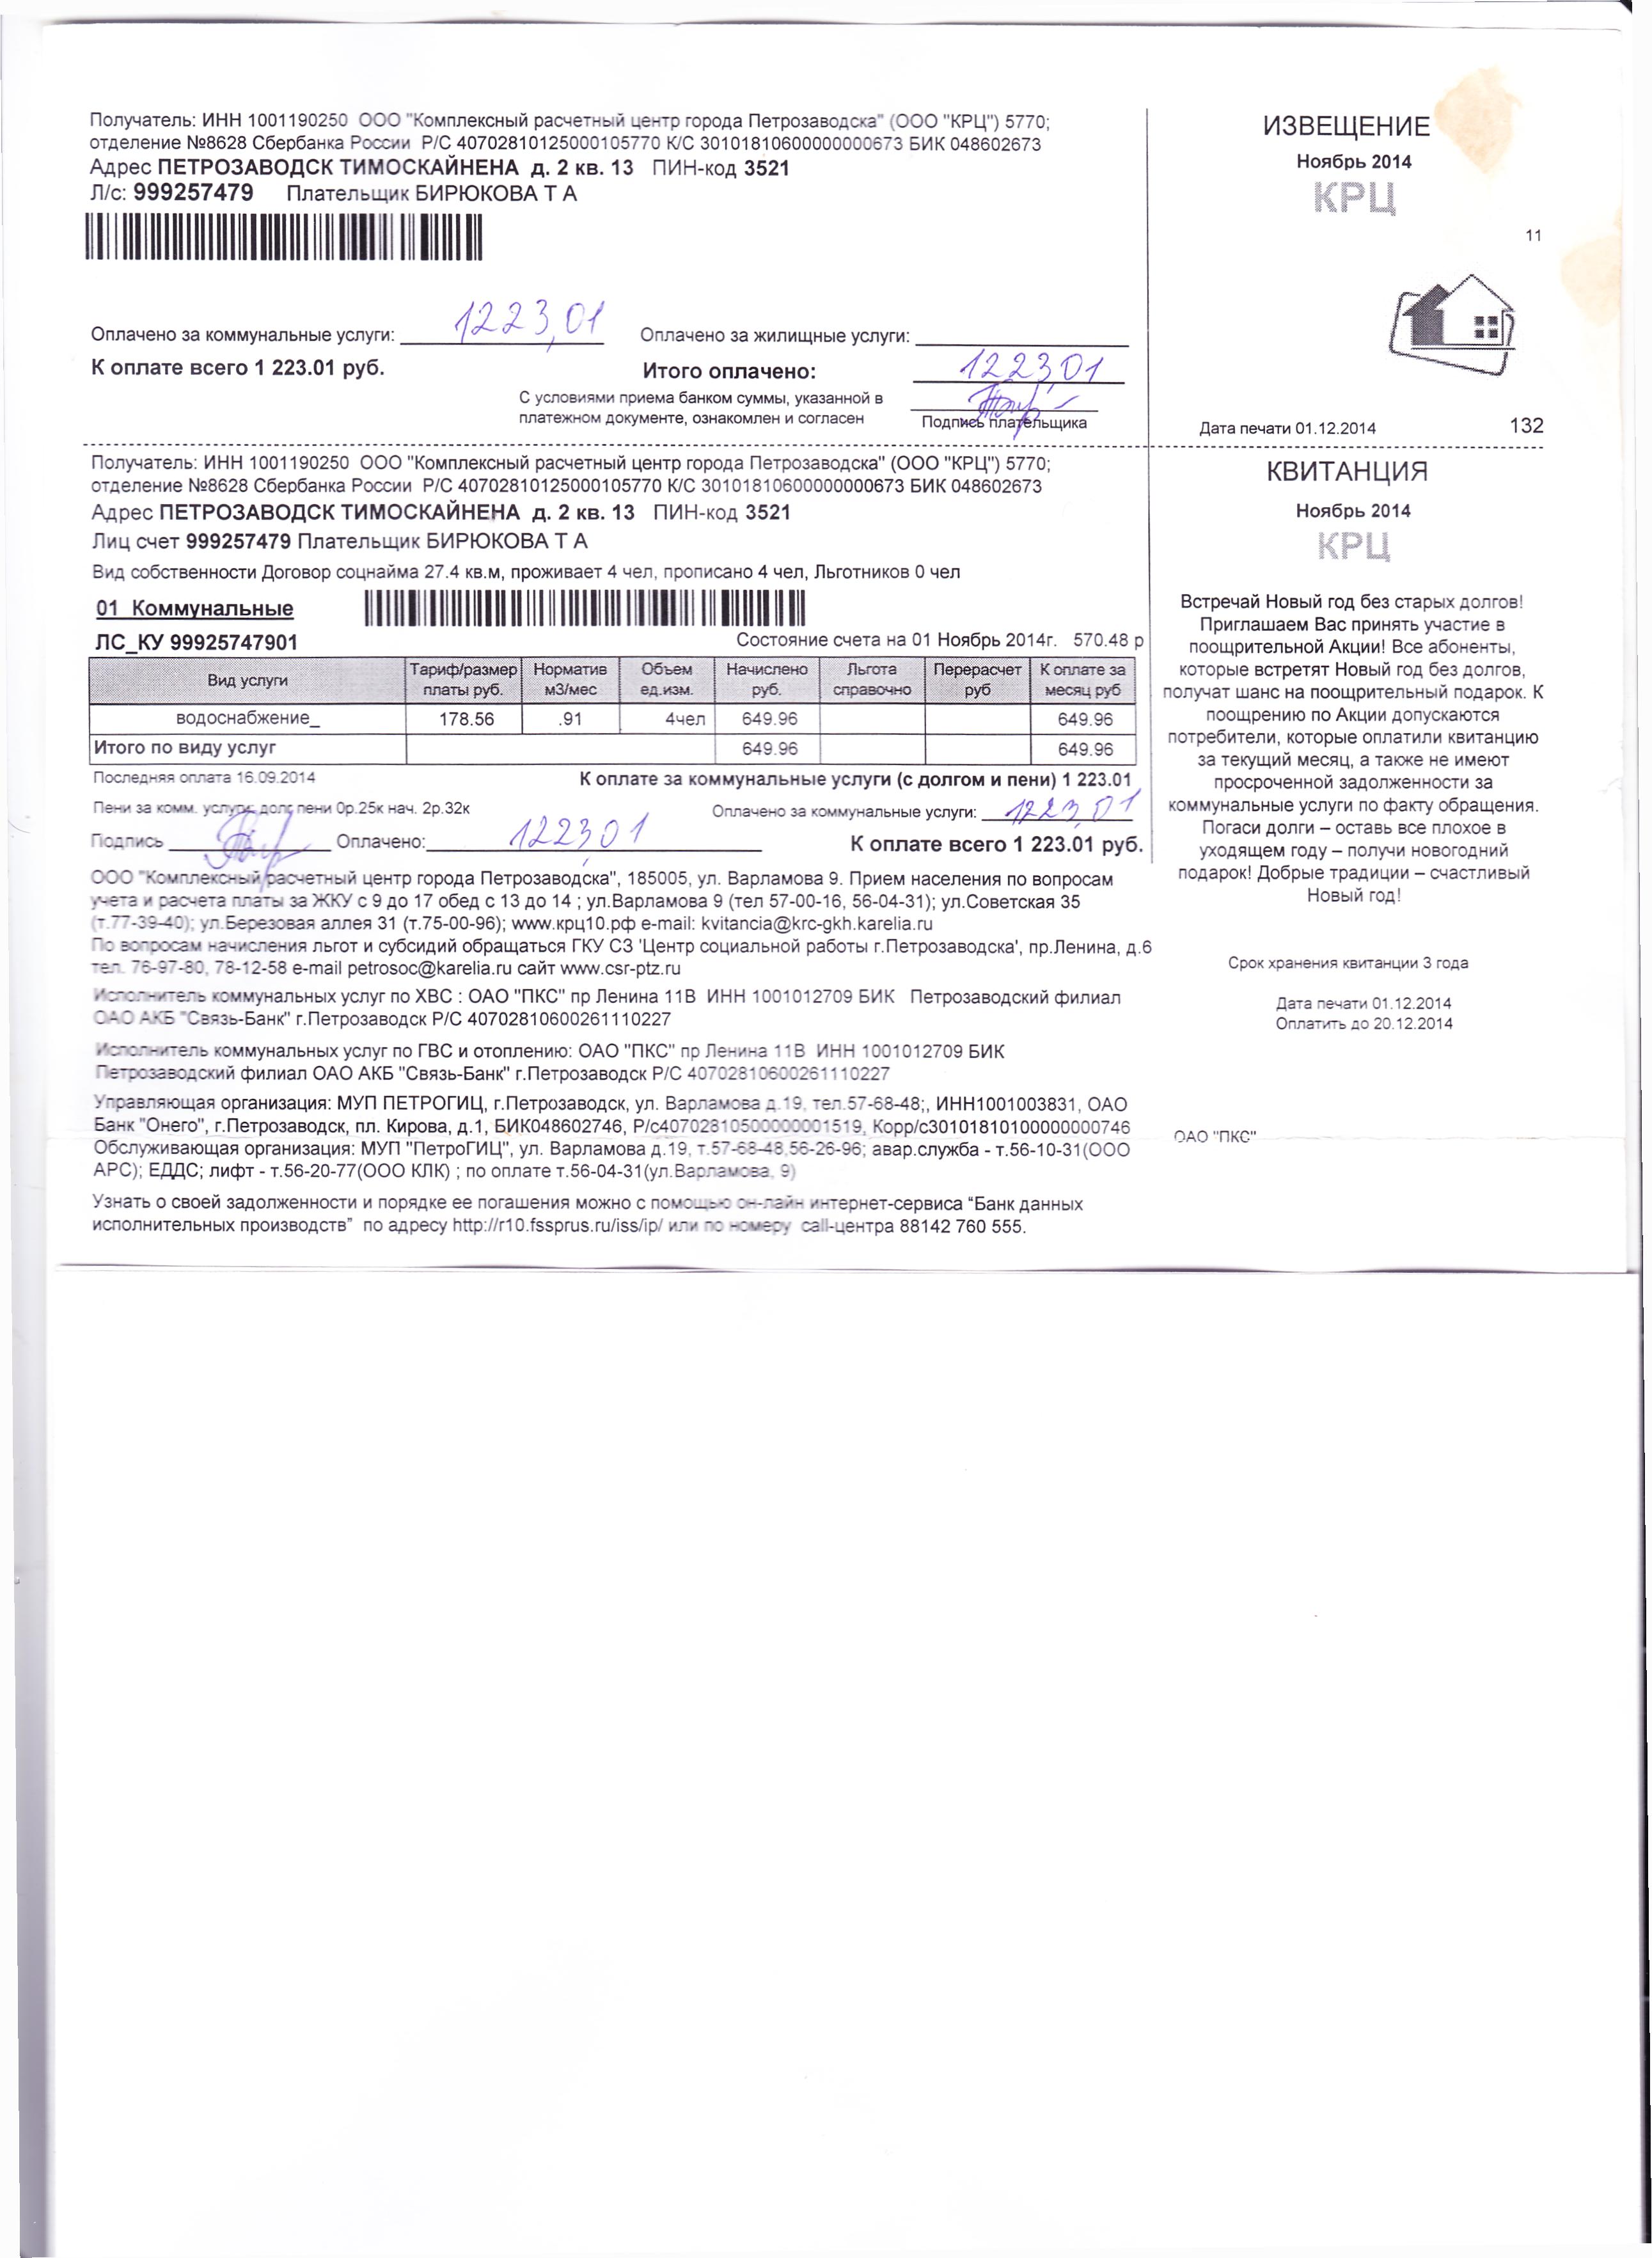 Получатель: ИНН 1001190250 ООО "Комплексный расчетный центр города Петрозаводска" (ООО "КРЦ") 5770;
отделение №8628 Сбербанка России Р/С 40702810125000105770 К/С 30101810600000000673 БИК 048602673
Адрес ПЕТРОЗАВОДСК ТИМОСКАЙНЕНА д. 2 кв. 13 ПИН-код 3521
Л/с: 999257479 Плательщик БИРЮКОВА Т А
Оплачено за коммунальные услуги: 1223,01 Оплачено за жилищные услуги:
К оплате всего 1 223.01 руб. Итого оплачено: 1223,01
С условиями приема банком суммы, указанной в
платежном документе, ознакомлен и согласен
Подпись плательщика
ИЗВЕЩЕНИЕ
Ноябрь 2014
КРЦ
11
Дата печати 01.12.2014 132
Получатель: ИНН 1001190250 ООО "Комплексный расчетный центр города Петрозаводска" (ООО "КРЦ") 5770;
отделение №8628 Сбербанка России Р/С 40702810125000105770 К/С 30101810600000000673 БИК 048602673
Адрес ПЕТРОЗАВОДСК ТИМОСКАЙНЕНА д. 2 кв. 13 ПИН-код 3521
Лиц счет 999257479 Плательщик БИРЮКОВА Т А
Вид собственности Договор соцнайма 27.4 кв.м, проживает 4 чел, прописано 4 чел, Льготников 0 чел
01 Коммунальные
ЛС_КУ 99925747901 Состояние счета на 01 Ноябрь 2014г. 570.48 р
Вид услуги Тариф/размер платы руб. Норматив м3/мес Объем ед.изм. Начислено руб. Льгота справочно Перерасчет руб К оплате за месяц руб
водоснабжение_ 178.56 .91 4чел 649.96 649.96
Итого по виду услуг 649.96 649.96
Последняя оплата 16.09.2014 К оплате за коммунальные услуги (с долгом и пени) 1 223.01
Пени за комм. услуги: долг пени 0р.25к нач. 2р.32к Оплачено за коммунальные услуги: 1223,01
Подпись Оплачено: 1223,01 К оплате всего 1 223.01 руб.
ООО "Комплексный расчетный центр города Петрозаводска", 185005, ул. Варламова 9. Прием населения по вопросам
учета и расчета платы за ЖКУ с 9 до 17 обед с 13 до 14 ; ул.Варламова 9 (тел 57-00-16, 56-04-31); ул.Советская 35
(т.77-39-40); ул.Березовая аллея 31 (т.75-00-96); www.крц10.рф e-mail: kvitancia@krc-gkh.karelia.ru
По вопросам начисления льгот и субсидий обращаться ГКУ СЗ 'Центр социальной работы г.Петрозаводска', пр.Ленина, д.6
тел. 76-97-80, 78-12-58 e-mail petrosoc@karelia.ru сайт www.csr-ptz.ru
Исполнитель коммунальных услуг по ХВС : ОАО "ПКС" пр Ленина 11В ИНН 1001012709 БИК Петрозаводский филиал
ОАО АКБ "Связь-Банк" г.Петрозаводск Р/С 40702810600261110227
Исполнитель коммунальных услуг по ГВС и отоплению: ОАО "ПКС" пр Ленина 11В ИНН 1001012709 БИК
Петрозаводский филиал ОАО АКБ "Связь-Банк" г.Петрозаводск Р/С 40702810600261110227
Управляющая организация: МУП ПЕТРОГИЦ, г.Петрозаводск, ул. Варламова д.19, тел.57-68-48;, ИНН1001003831, ОАО
Банк "Онего", г.Петрозаводск, пл. Кирова, д.1, БИК048602746, Р/с40702810500000001519, Корр/с30101810100000000746
Обслуживающая организация: МУП "ПетроГИЦ", ул. Варламова д.19, т.57-68-48,56-26-96; авар.служба - т.56-10-31(ООО
АРС); ЕДДС; лифт - т.56-20-77(ООО КЛК) ; по оплате т.56-04-31(ул.Варламова, 9)
Узнать о своей задолженности и порядке ее погашения можно с помощью он-лайн интернет-сервиса "Банк данных
исполнительных производств" по адресу http://r10.fssprus.ru/iss/ip/ или по номеру call-центра 88142 760 555.
КВИТАНЦИЯ
Ноябрь 2014
КРЦ
Встречай Новый год без старых долгов!
Приглашаем Вас принять участие в
поощрительной Акции! Все абоненты,
которые встретят Новый год без долгов,
получат шанс на поощрительный подарок. К
поощрению по Акции допускаются
потребители, которые оплатили квитанцию
за текущий месяц, а также не имеют
просроченной задолженности за
коммунальные услуги по факту обращения.
Погаси долги – оставь все плохое в
уходящем году – получи новогодний
подарок! Добрые традиции – счастливый
Новый год!
Срок хранения квитанции 3 года
Дата печати 01.12.2014
Оплатить до 20.12.2014
ОАО "ПКС"